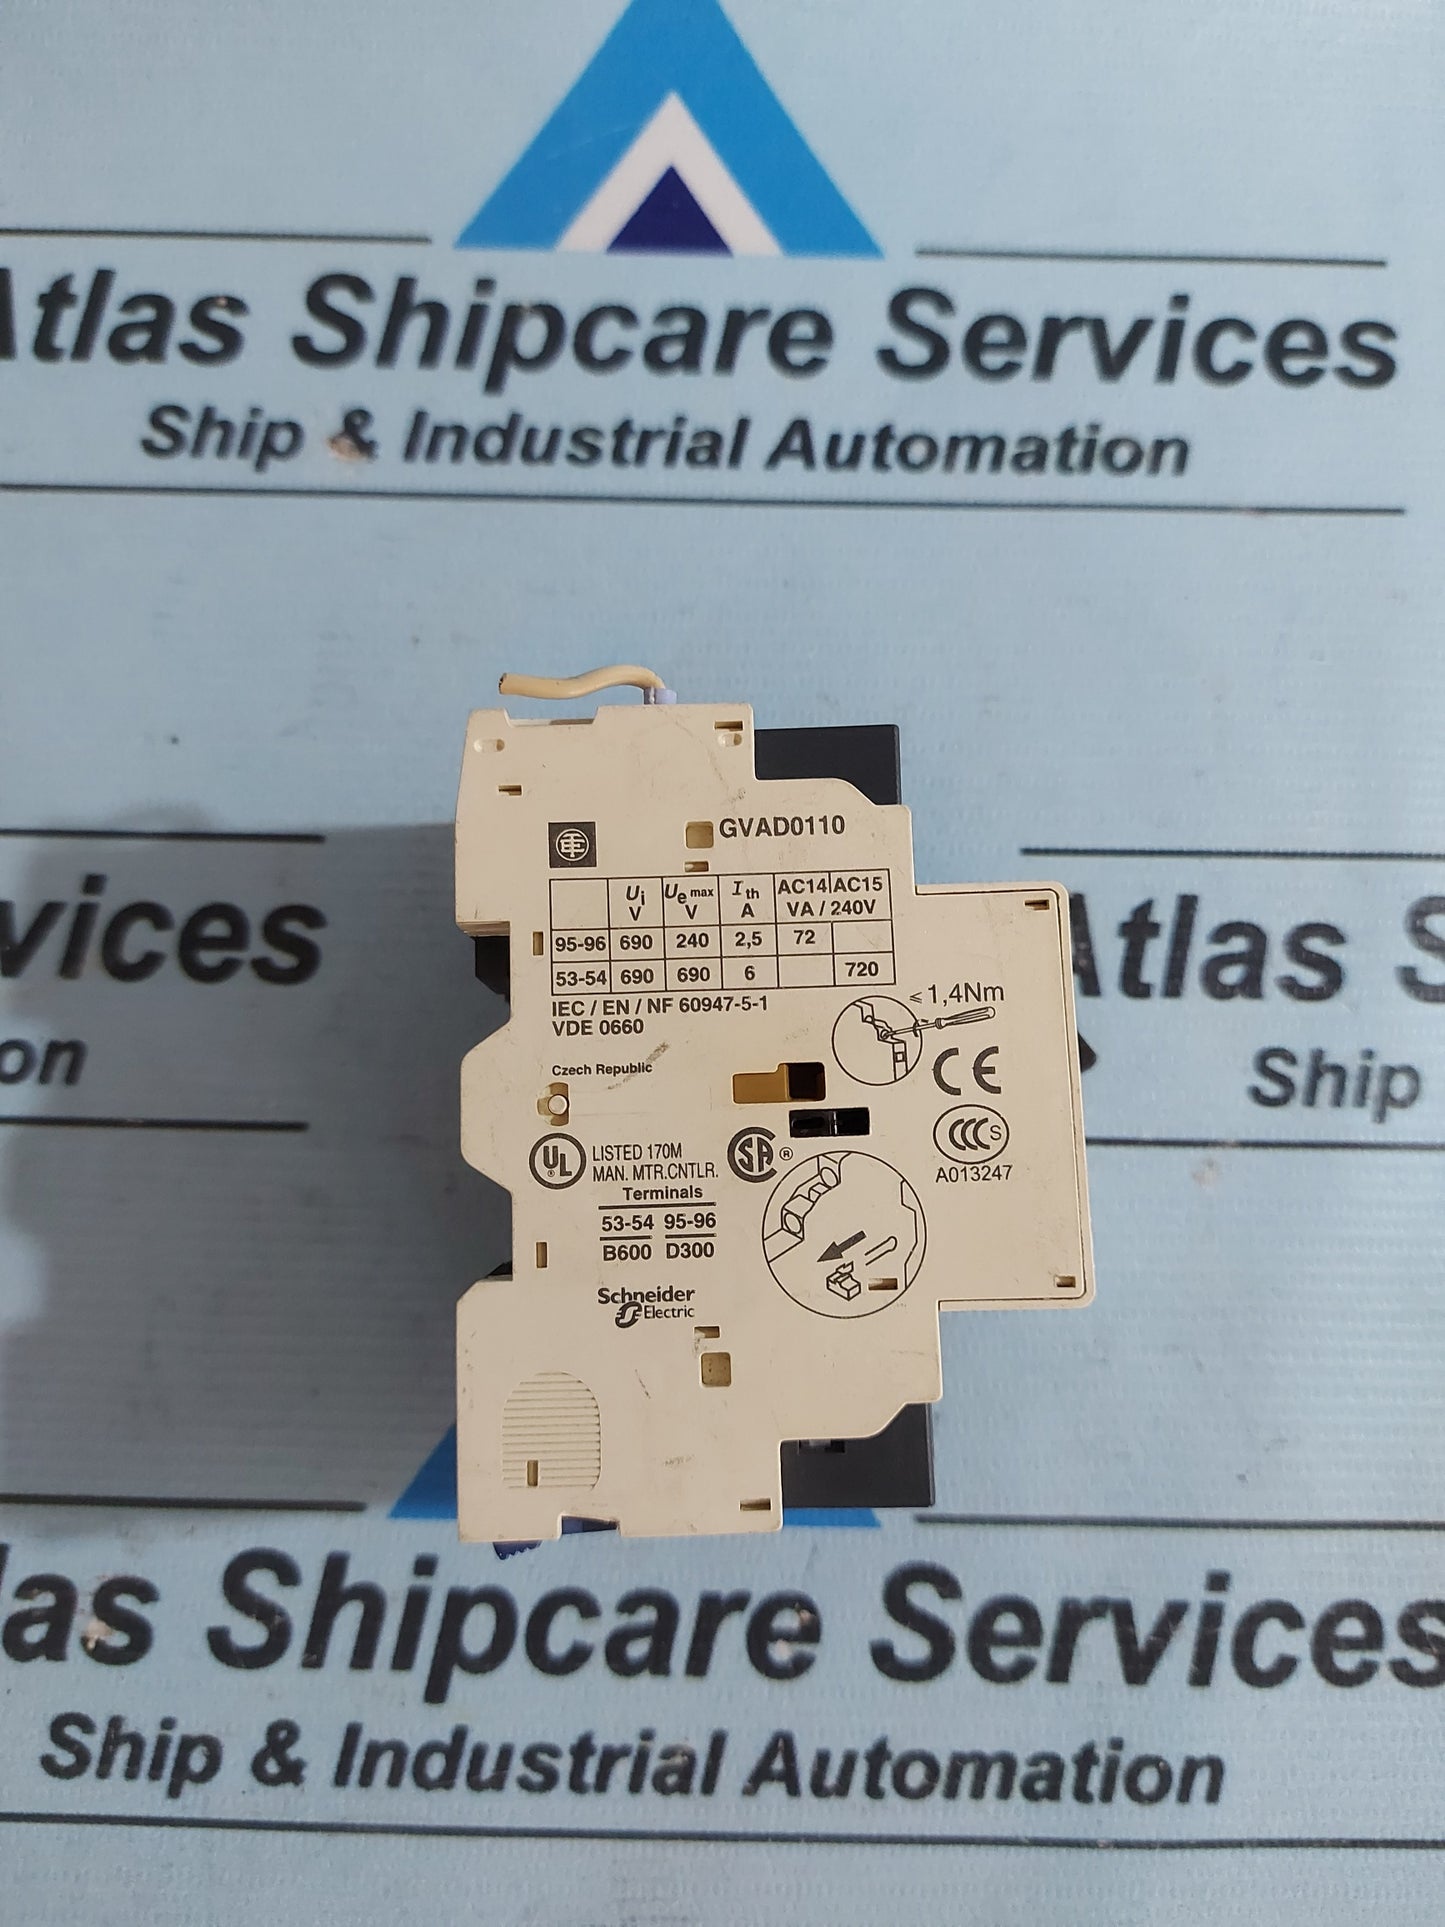 Atlas Shipcare Services
Ship & Industrial Automation
GVAD0110
Ui V Ue max V Ith A AC14 AC15 VA / 240V
95-96 690 240 2,5 72
53-54 690 690 6 720
IEC / EN / NF 60947-5-1
VDE 0660
≤ 1,4Nm
Czech Republic
CE
UL ® LISTED 170M
MAN. MTR.CNTLR.
SA ®
CCC S
A013247
Terminals
53-54 95-96
B600 D300
Schneider
Electric
vices
on
Atlas S
Ship
las Shipcare Services
Ship & Industrial Automation